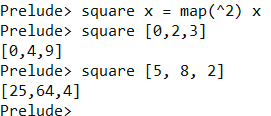 Prelude> square x = map(^2) x
Prelude> square [0,2,3]
[0,4,9]
Prelude> square [5, 8, 2]
[25,64,4]
Prelude>